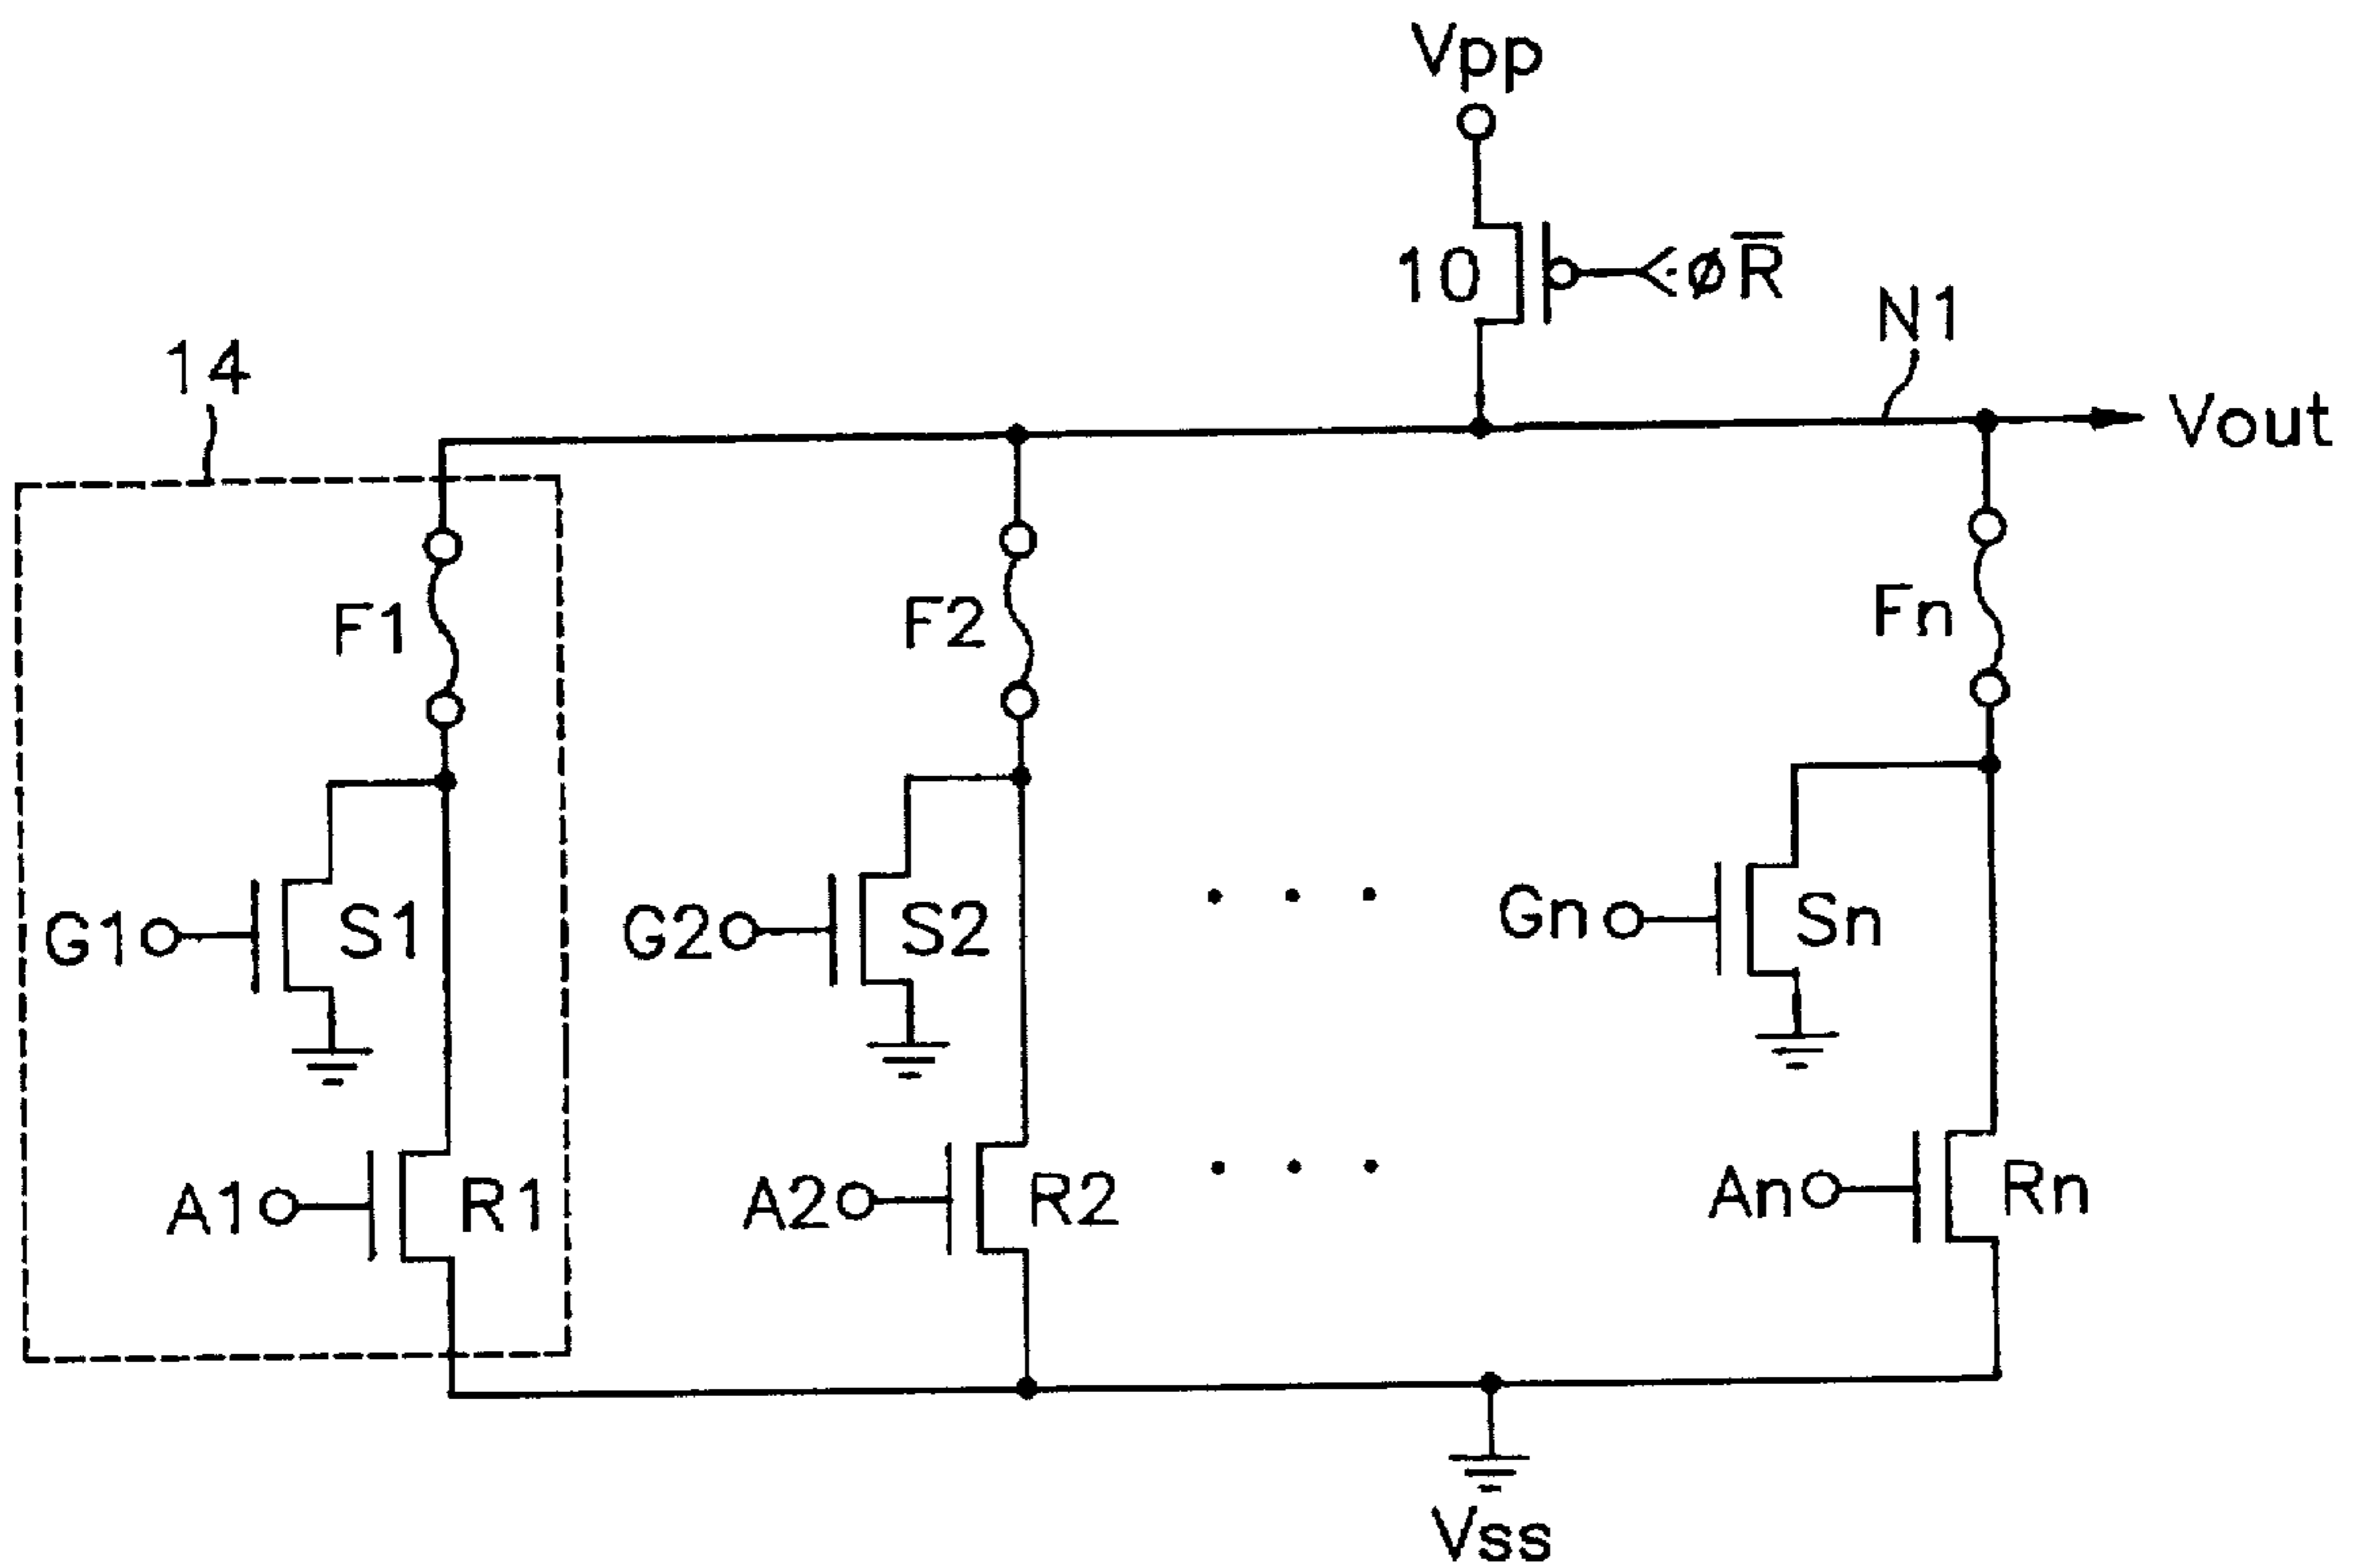 Vpp
10
øR̅
N1
14
Vout
F1
F2
Fn
G1
S1
G2
S2
. . .
Gn
Sn
A1
R1
A2
R2
. . .
An
Rn
Vss